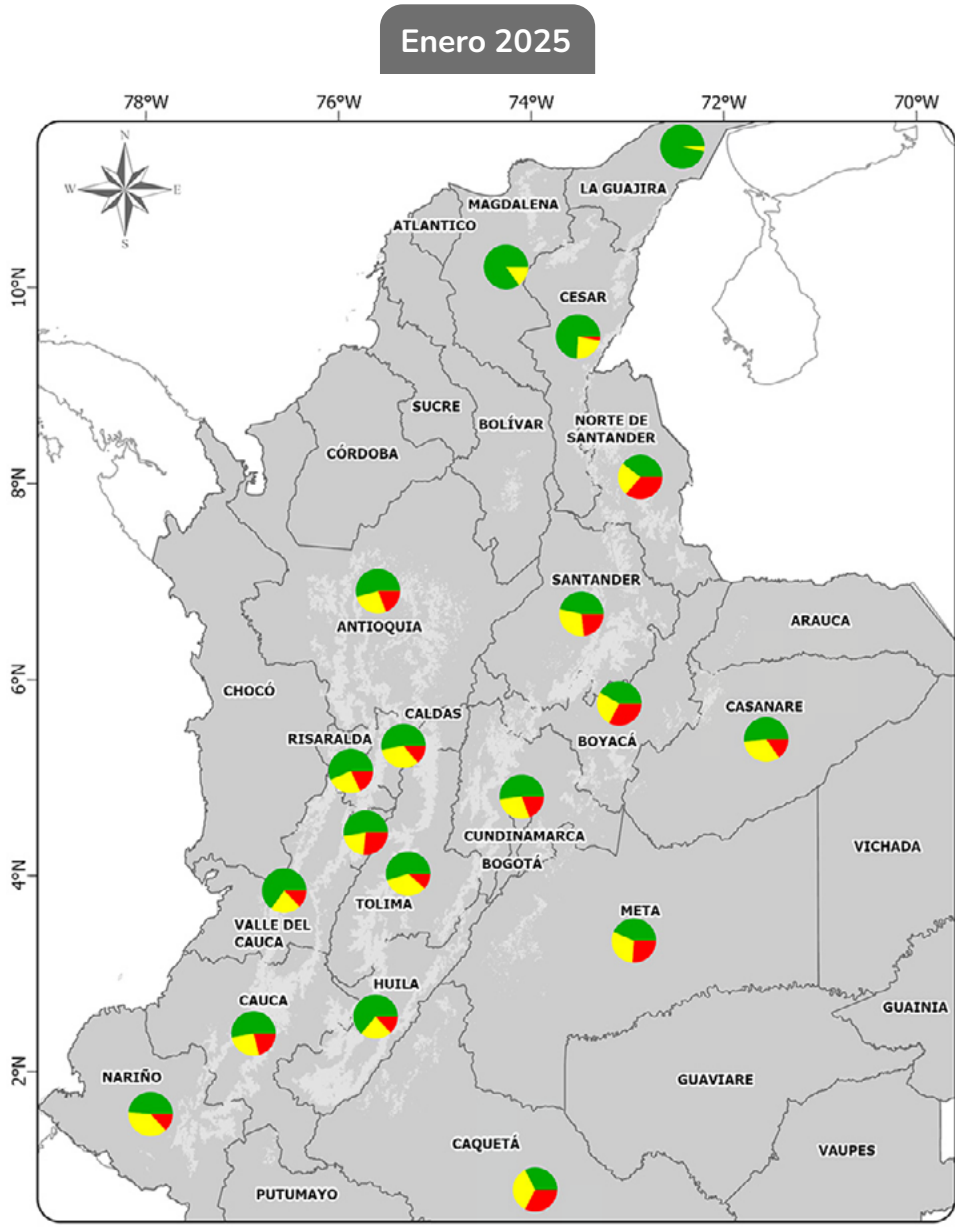 Enero 2025
78°W 76°W 74°W 72°W 70°W
N
W E
S
10°N
8°N
6°N
4°N
2°N
LA GUAJIRA
MAGDALENA
ATLANTICO
CESAR
SUCRE
BOLÍVAR
NORTE DE
SANTANDER
CÓRDOBA
SANTANDER
ANTIOQUIA
ARAUCA
CHOCÓ
CALDAS
CASANARE
RISARALDA
BOYACÁ
CUNDINAMARCA
VICHADA
BOGOTÁ
TOLIMA
META
VALLE DEL
CAUCA
HUILA
CAUCA
GUAINIA
NARIÑO
GUAVIARE
CAQUETÁ
VAUPES
PUTUMAYO